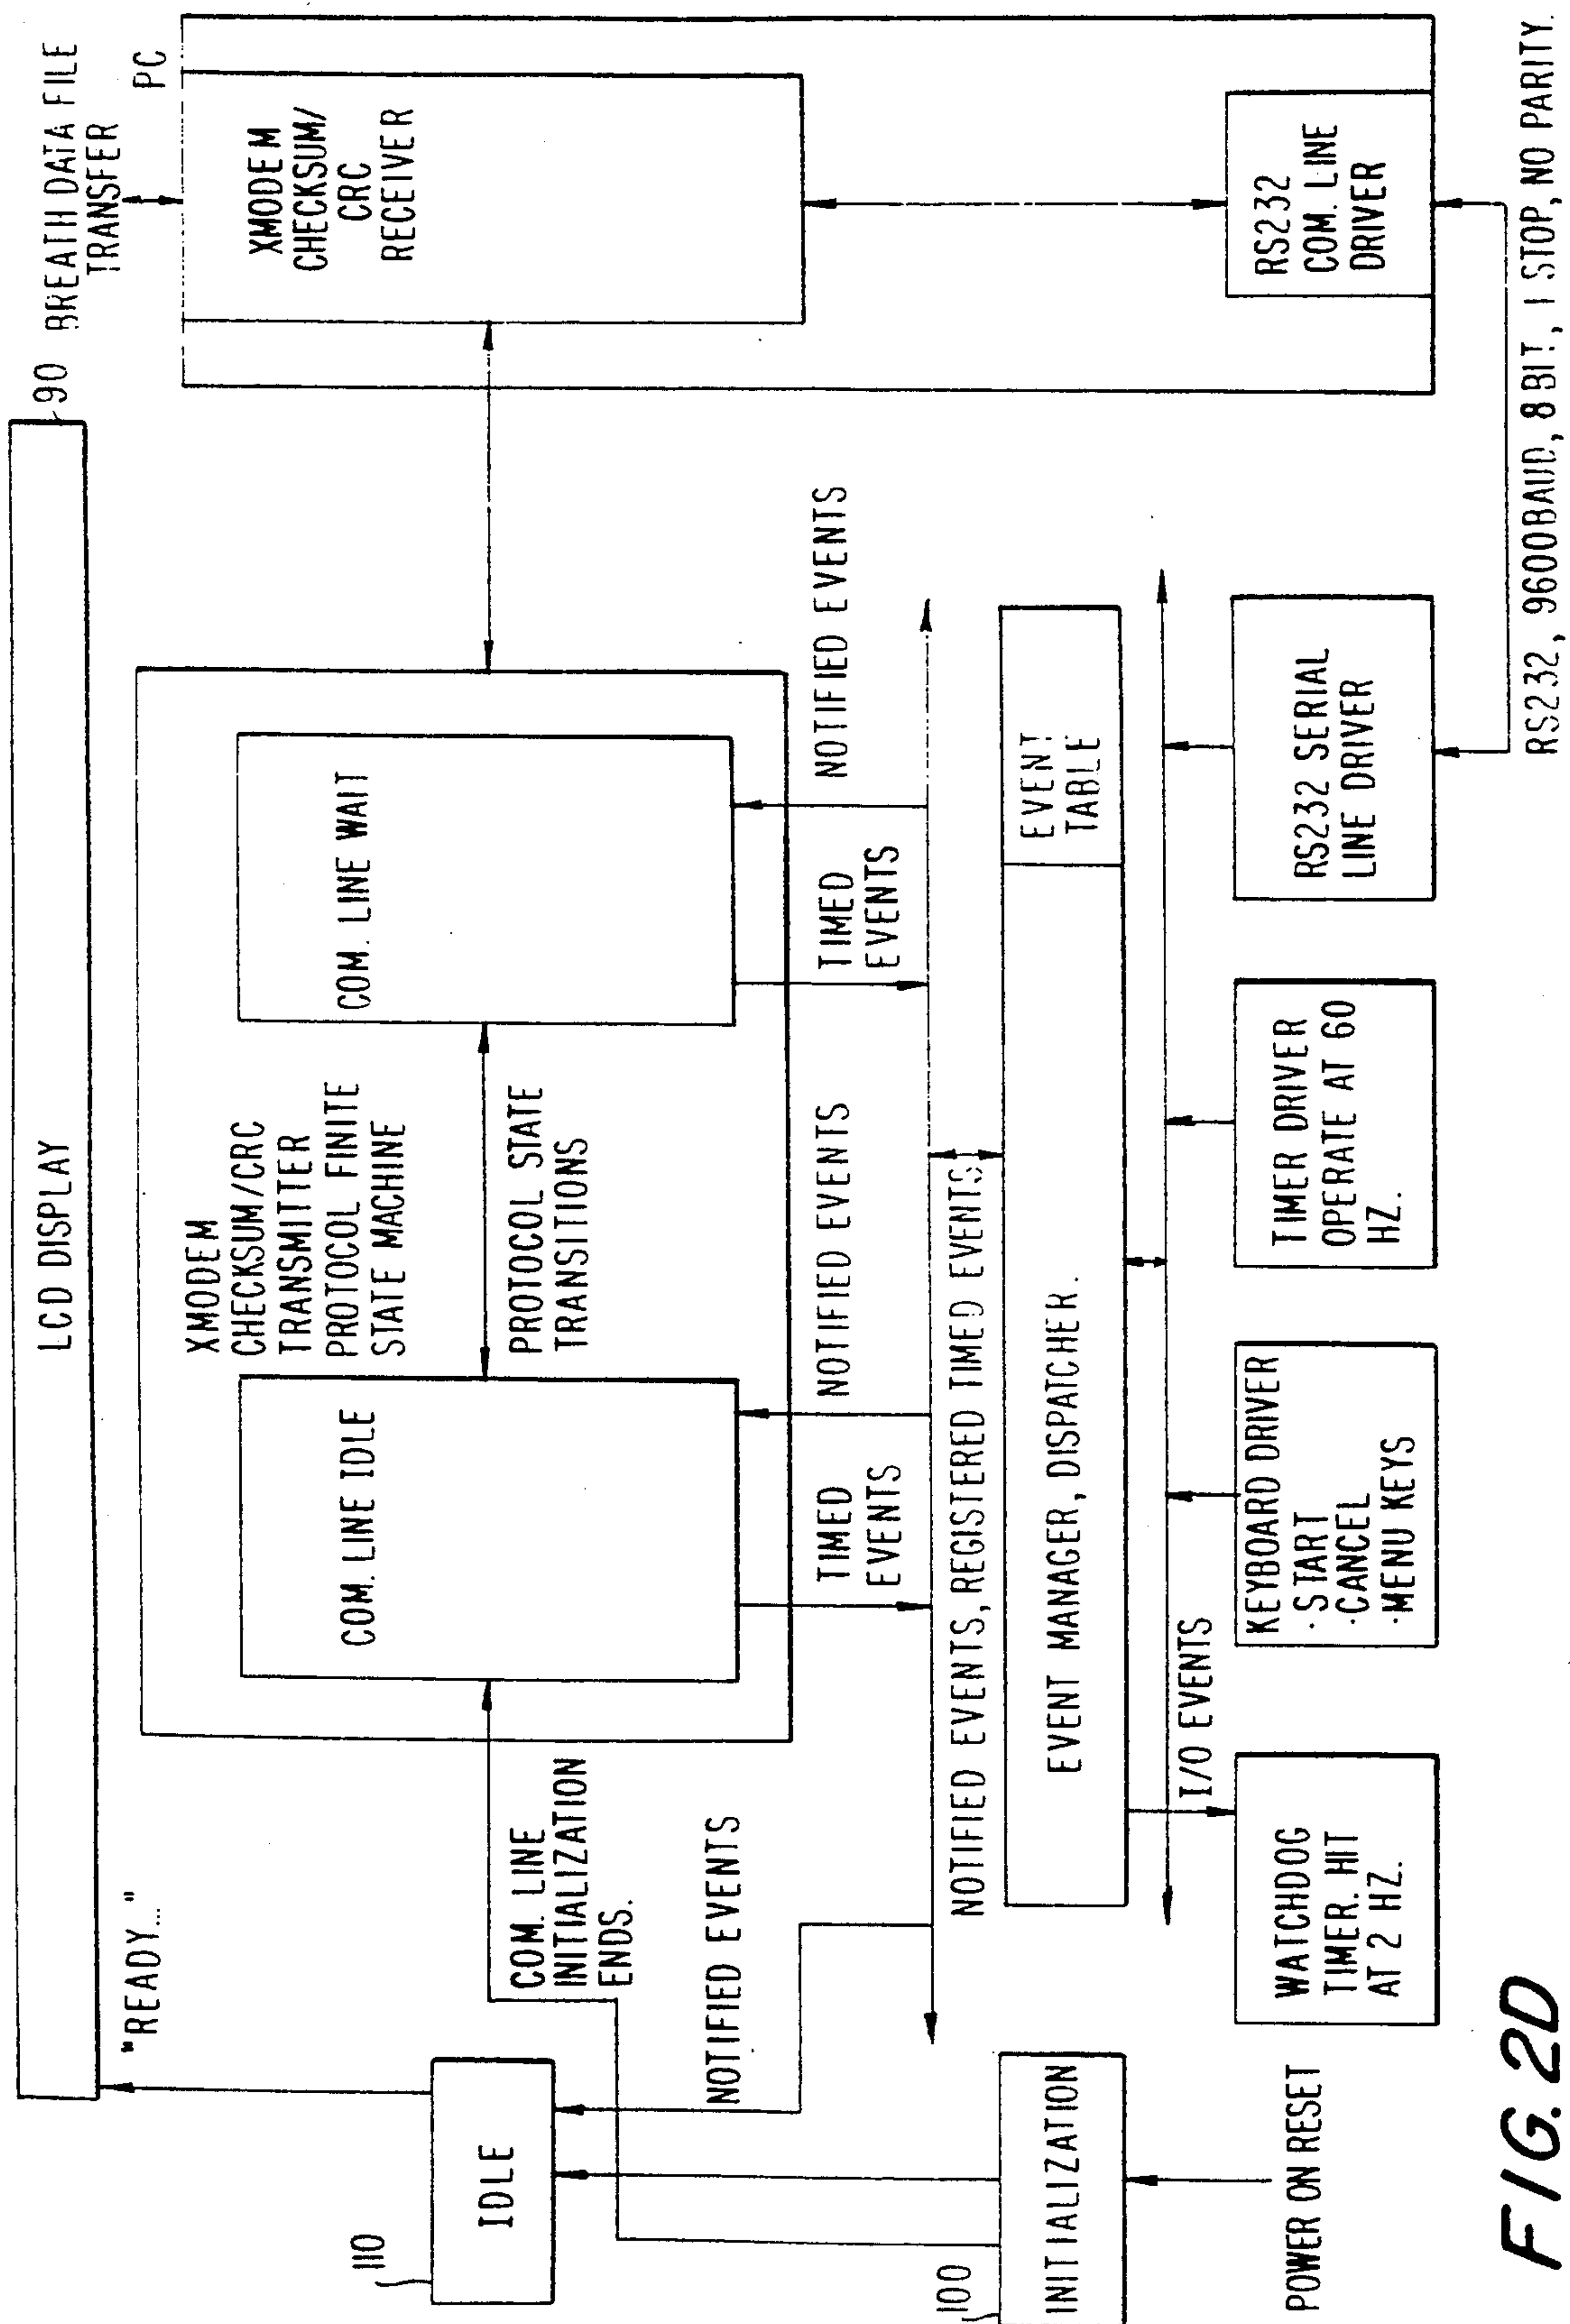 LCD DISPLAY
90
BREATH DATA FILE
TRANSFER
PC
"READY..."
XMODEM
CHECKSUM/CRC
TRANSMITTER
PROTOCOL FINITE
STATE MACHINE
XMODEM
CHECKSUM/
CRC
RECEIVER
110
IDLE
COM. LINE IDLE
COM. LINE WAIT
PROTOCOL STATE
TRANSITIONS
COM. LINE
INITIALIZATION
ENDS.
NOTIFIED EVENTS
TIMED
EVENTS
NOTIFIED EVENTS
TIMED
EVENTS
NOTIFIED EVENTS
NOTIFIED EVENTS, REGISTERED TIMED EVENTS
100
INITIALIZATION
EVENT MANAGER, DISPATCHER.
EVENT
TABLE
I/O EVENTS
POWER ON RESET
WATCHDOG
TIMER. HIT
AT 2 HZ.
KEYBOARD DRIVER
· START
· CANCEL
· MENU KEYS
TIMER DRIVER
OPERATE AT 60
HZ.
RS232 SERIAL
LINE DRIVER
RS232
COM. LINE
DRIVER
RS232, 9600BAUD, 8 BIT, 1 STOP, NO PARITY.
FIG. 2D